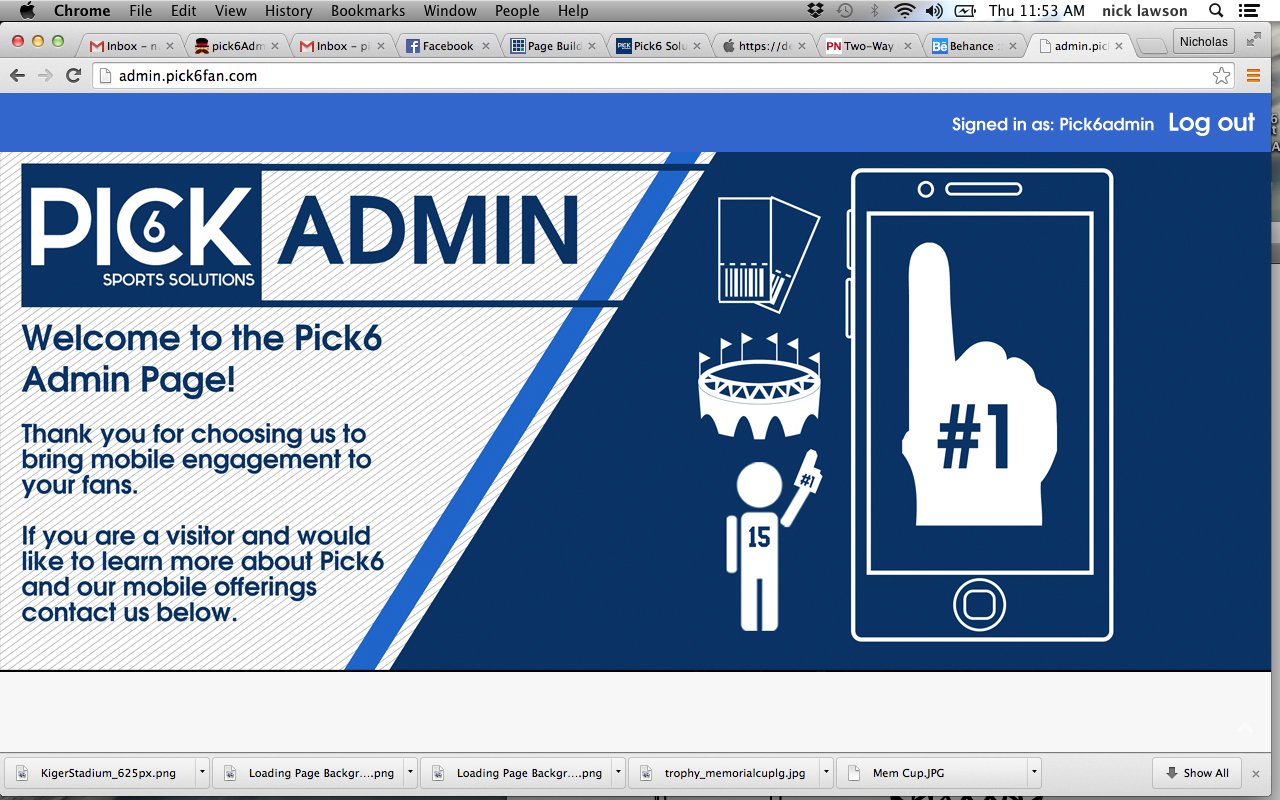 Chrome File Edit View History Bookmarks Window People Help Thu 11:53 AM nick lawson
Inbox - n. pick6Adm Inbox - pi Facebook Page Build Pick6 Solu https://de Two-Way Behance : admin.pic Nicholas
admin.pick6fan.com
Signed in as: Pick6admin Log out
PICK 6 ADMIN
SPORTS SOLUTIONS
Welcome to the Pick6
Admin Page!
Thank you for choosing us to
bring mobile engagement to
your fans.
If you are a visitor and would
like to learn more about Pick6
and our mobile offerings
contact us below.
#1
#1
15
KigerStadium_625px.png Loading Page Backgr....png Loading Page Backgr....png trophy_memorialcuplg.jpg Mem Cup.JPG Show All